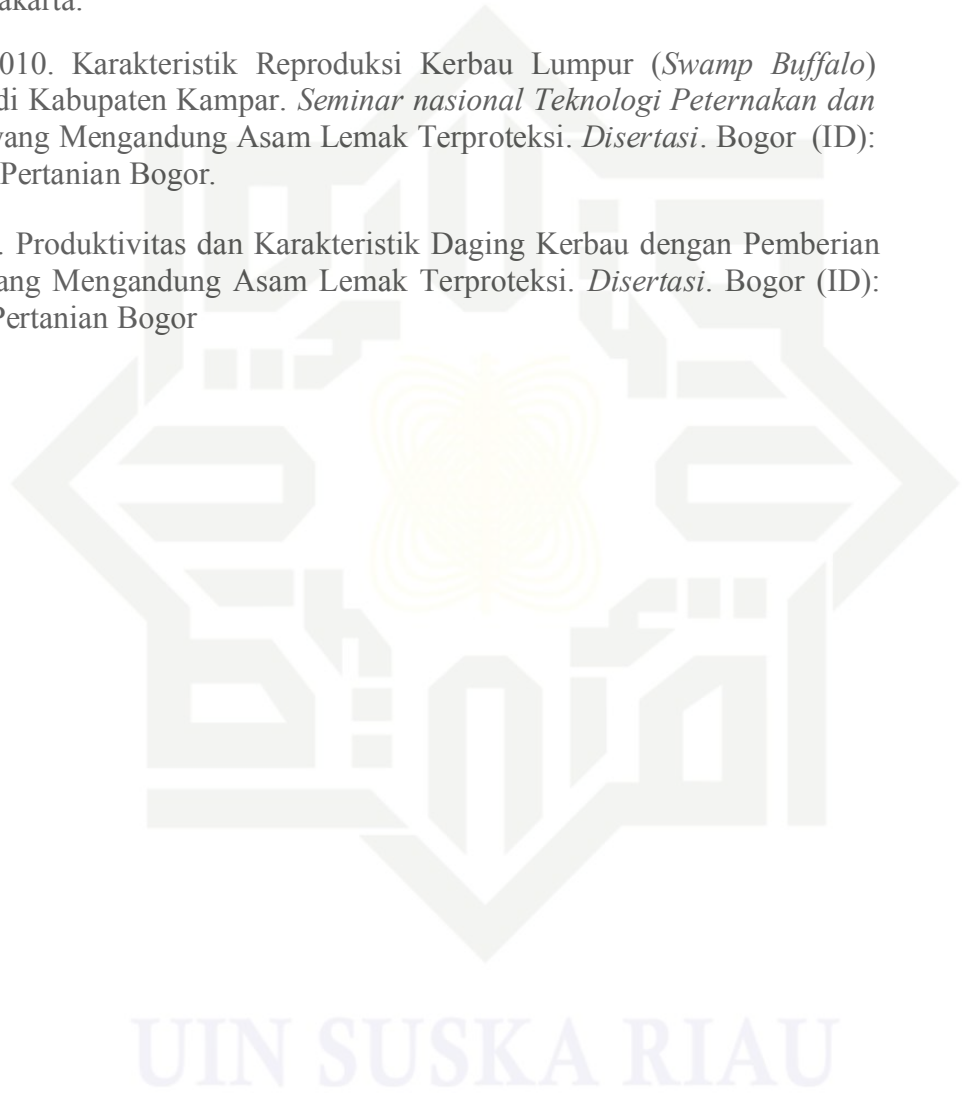 akarta.
010. Karakteristik Reproduksi Kerbau Lumpur (Swamp Buffalo)
di Kabupaten Kampar. Seminar nasional Teknologi Peternakan dan
yang Mengandung Asam Lemak Terproteksi. Disertasi. Bogor (ID):
Pertanian Bogor.
. Produktivitas dan Karakteristik Daging Kerbau dengan Pemberian
ang Mengandung Asam Lemak Terproteksi. Disertasi. Bogor (ID):
Pertanian Bogor
UIN SUSKA RIAU